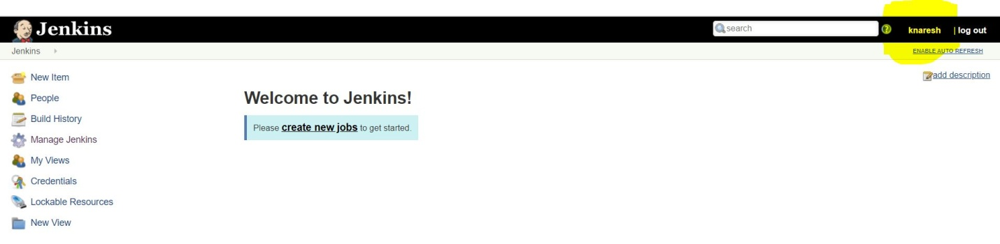 Jenkins
search
knaresh | log out
Jenkins
ENABLE AUTO REFRESH
New Item
People
Build History
Manage Jenkins
My Views
Credentials
Lockable Resources
New View
add description
Welcome to Jenkins!
Please create new jobs to get started.